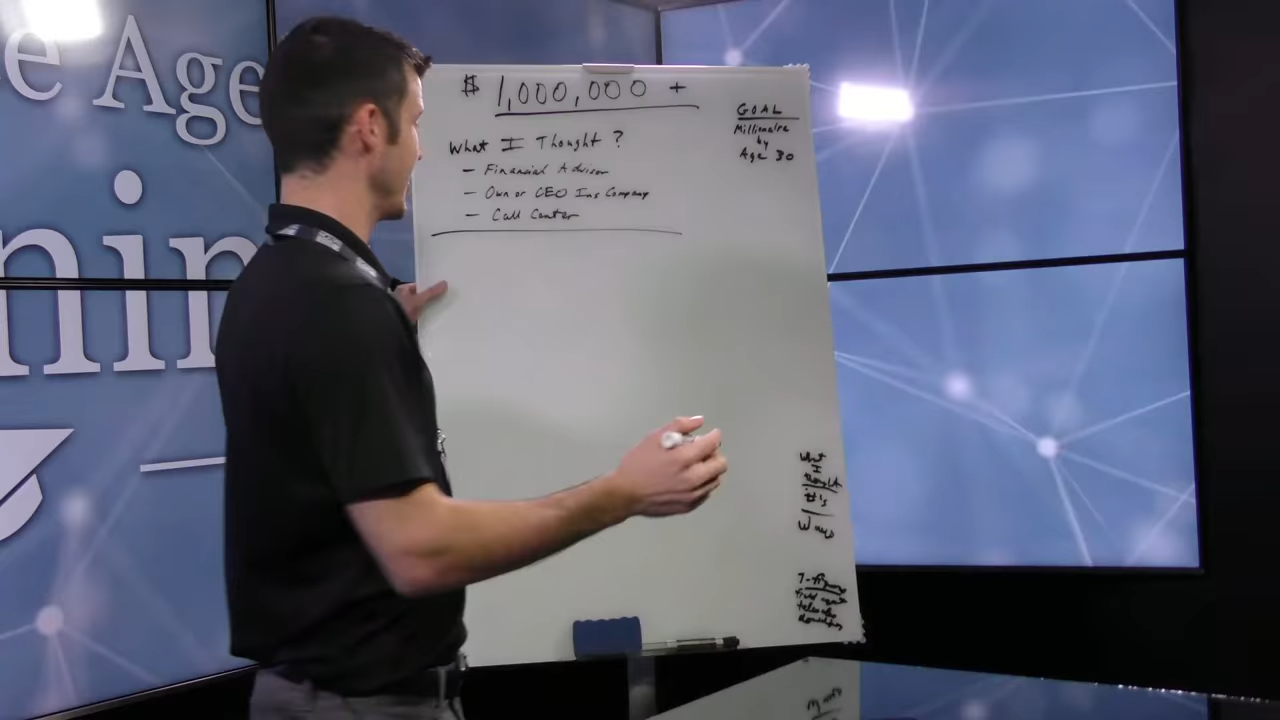 e Age
nin
$ 1,000,000 +
What I Thought ?
- Financial Advisor
- Own or CEO Ins Company
- Call Center
GOAL
Millionaire
by
Age 30
What
I
thought
it's
Ways
7-figure